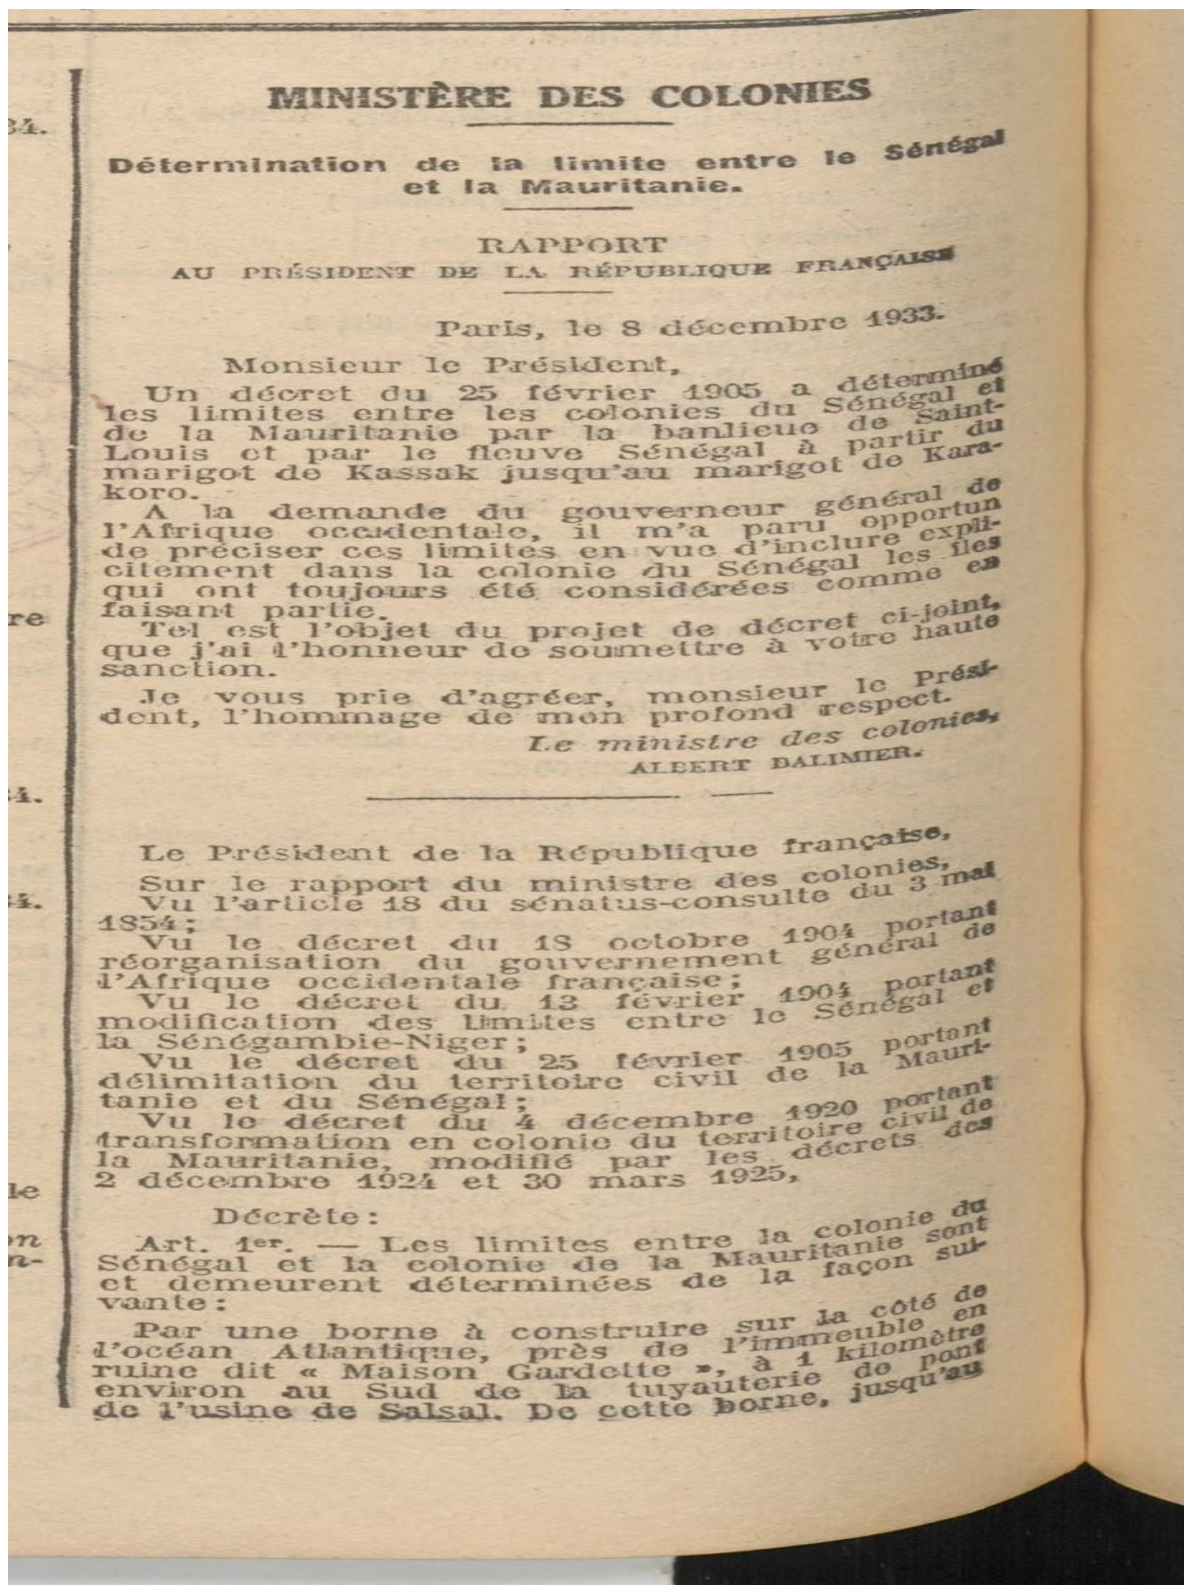 MINISTÈRE DES COLONIES
Détermination de la limite entre le Sénégal
et la Mauritanie.
RAPPORT
AU PRÉSIDENT DE LA RÉPUBLIQUE FRANÇAISE
Paris, le 8 décembre 1933.
Monsieur le Président,
Un décret du 25 février 1905 a déterminé
les limites entre les colonies du Sénégal et
de la Mauritanie par la banlieue de Saint-
Louis et par le fleuve Sénégal à partir du
marigot de Kassak jusqu'au marigot de Kara-
koro.
A la demande du gouverneur général de
l'Afrique occidentale, il m'a paru opportun
de préciser ces limites en vue d'inclure expli-
citement dans la colonie du Sénégal les îles
qui ont toujours été considérées comme en
faisant partie.
Tel est l'objet du projet de décret ci-joint,
que j'ai l'honneur de soumettre à votre haute
sanction.
Je vous prie d'agréer, monsieur le Prési-
dent, l'hommage de mon profond respect.
Le ministre des colonies,
ALBERT DALIMIER.
Le Président de la République française,
Sur le rapport du ministre des colonies,
Vu l'article 18 du sénatus-consulte du 3 mai
1854;
Vu le décret du 18 octobre 1904 portant
réorganisation du gouvernement général de
l'Afrique occidentale française;
Vu le décret du 13 février 1904 portant
modification des limites entre le Sénégal et
la Sénégambie-Niger;
Vu le décret du 25 février 1905 portant
délimitation du territoire civil de la Mauri-
tanie et du Sénégal;
Vu le décret du 4 décembre 1920 portant
transformation en colonie du territoire civil de
la Mauritanie, modifié par les décrets des
2 décembre 1924 et 30 mars 1925,
Décrète:
Art. 1er. — Les limites entre la colonie du
Sénégal et la colonie de la Mauritanie sont
et demeurent déterminées de la façon sui-
vante:
Par une borne à construire sur la côté de
l'océan Atlantique, près de l'immeuble en
ruine dit « Maison Gardette », à 1 kilomètre
environ au Sud de la tuyauterie de pont
de l'usine de Salsal. De cette borne, jusqu'au